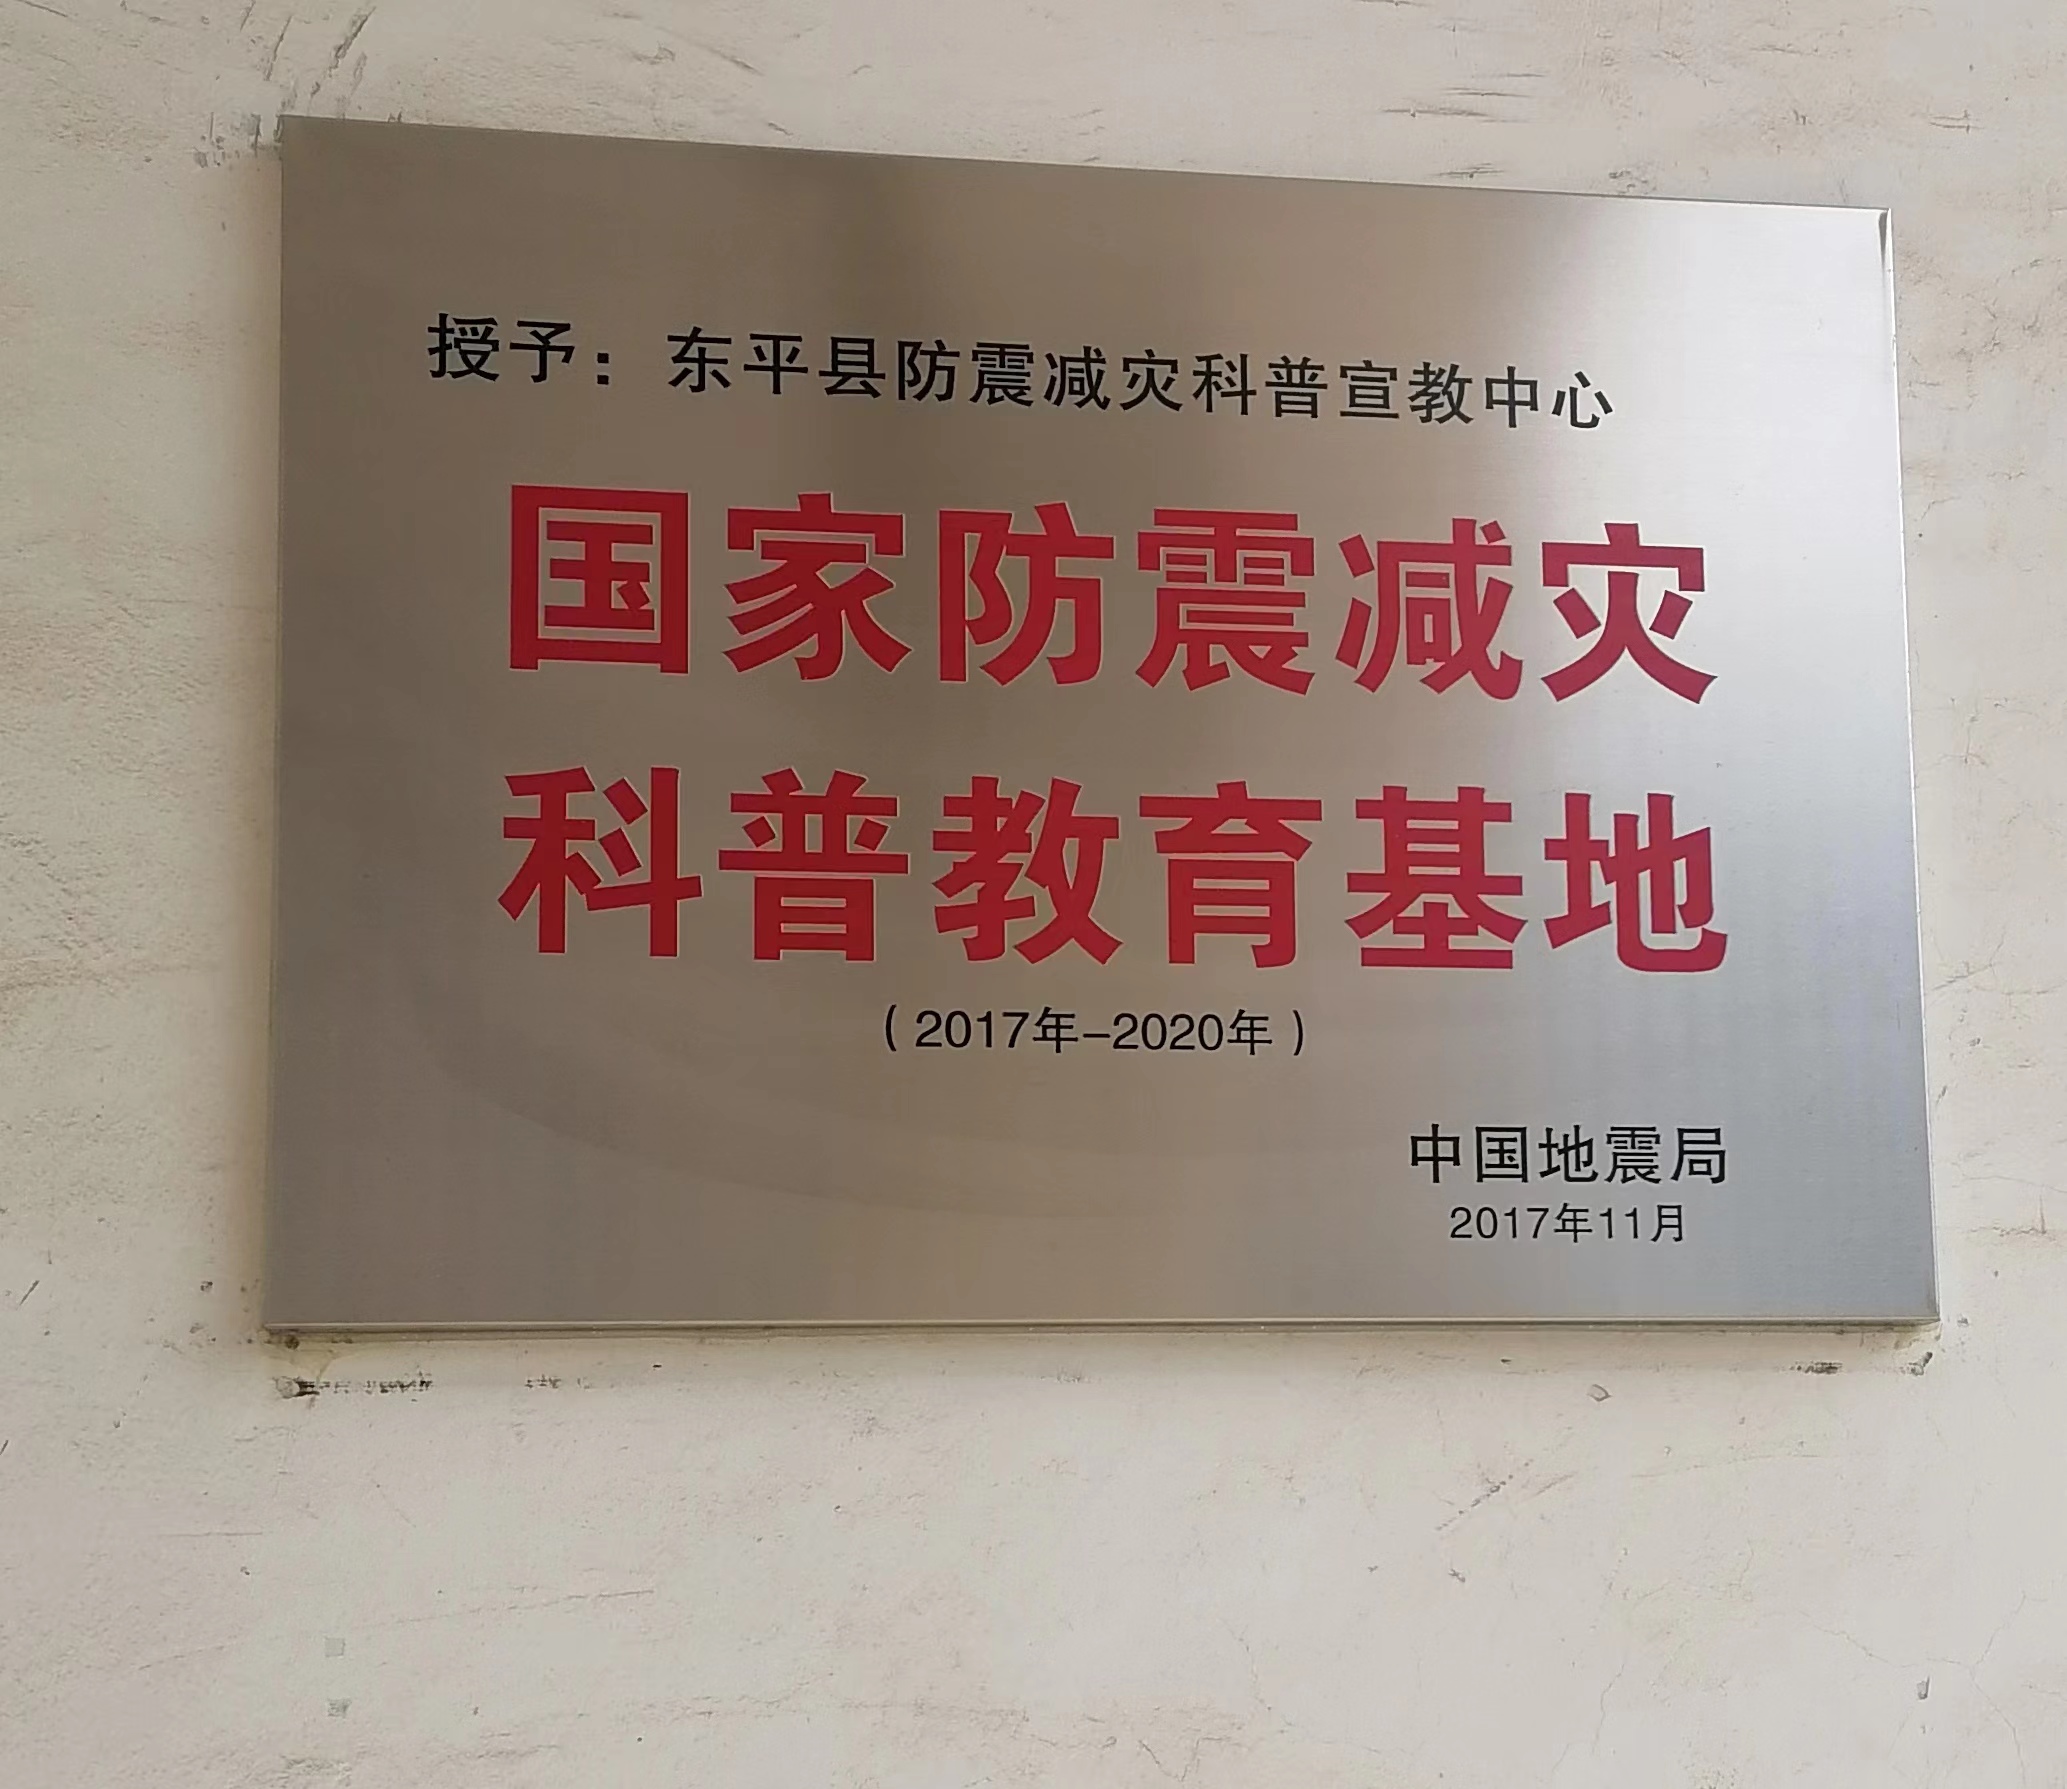 授予：东平县防震减灾科普宣教中心
国家防震减灾
科普教育基地
（2017年–2020年）
中国地震局
2017年11月